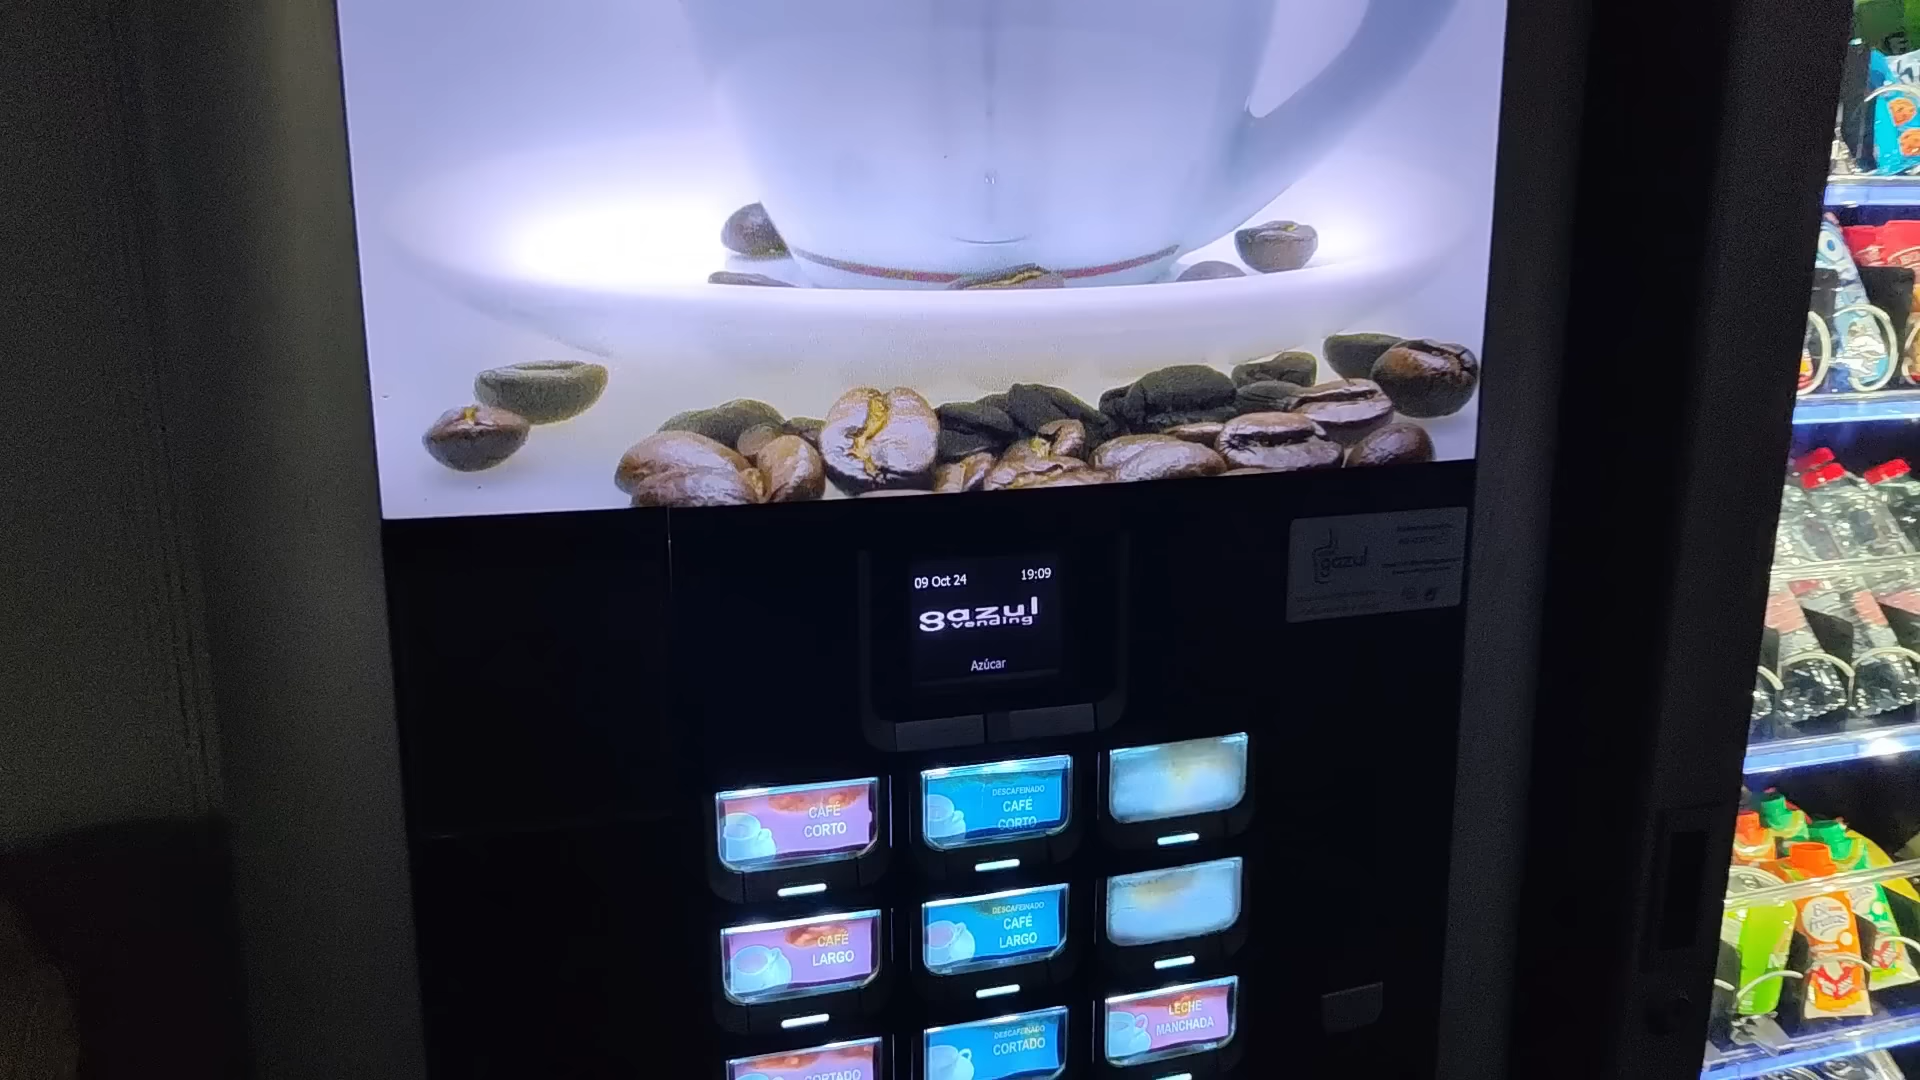 09 Oct 24 19:09
gazul
vending
Azúcar
gazul
CAFÉ
CORTO
DESCAFEINADO
CAFÉ
CORTO
CAFÉ
LARGO
DESCAFEINADO
CAFÉ
LARGO
LECHE
MANCHADA
CORTADO
DESCAFEINADO
CORTADO